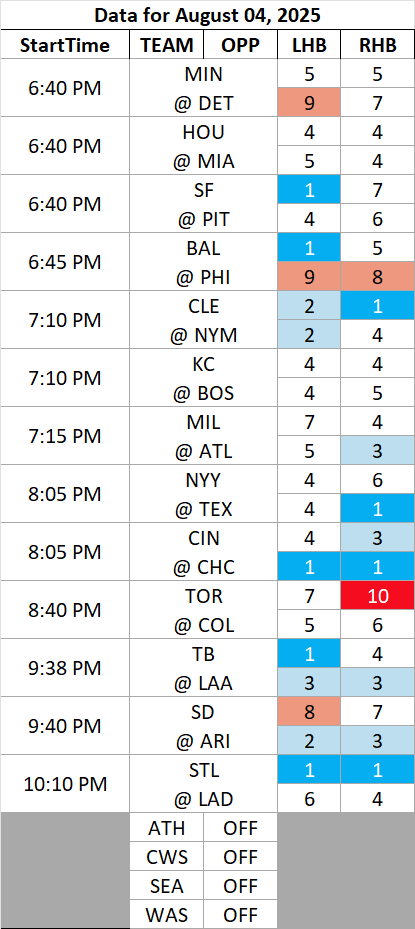 Data for August 04, 2025
StartTime TEAM OPP LHB RHB
6:40 PM MIN 5 5
@ DET 9 7
6:40 PM HOU 4 4
@ MIA 5 4
6:40 PM SF 1 7
@ PIT 4 6
6:45 PM BAL 1 5
@ PHI 9 8
7:10 PM CLE 2 1
@ NYM 2 4
7:10 PM KC 4 4
@ BOS 4 5
7:15 PM MIL 7 4
@ ATL 5 3
8:05 PM NYY 4 6
@ TEX 4 1
8:05 PM CIN 4 3
@ CHC 1 1
8:40 PM TOR 7 10
@ COL 5 6
9:38 PM TB 1 4
@ LAA 3 3
9:40 PM SD 8 7
@ ARI 2 3
10:10 PM STL 1 1
@ LAD 6 4
ATH OFF
CWS OFF
SEA OFF
WAS OFF